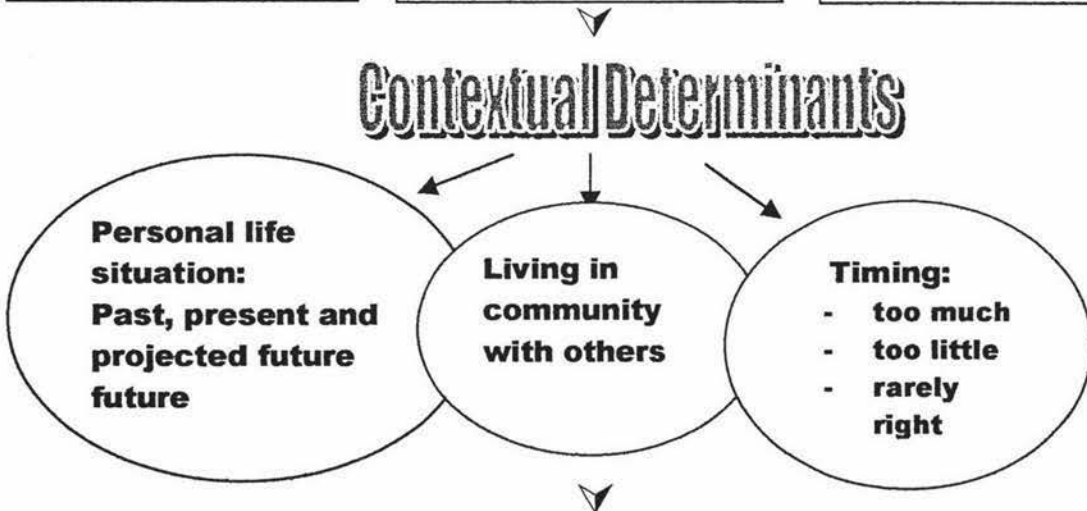 Contextual Determinants
Personal life
situation:
Past, present and
projected future
future
Living in
community
with others
Timing:
- too much
- too little
- rarely
right